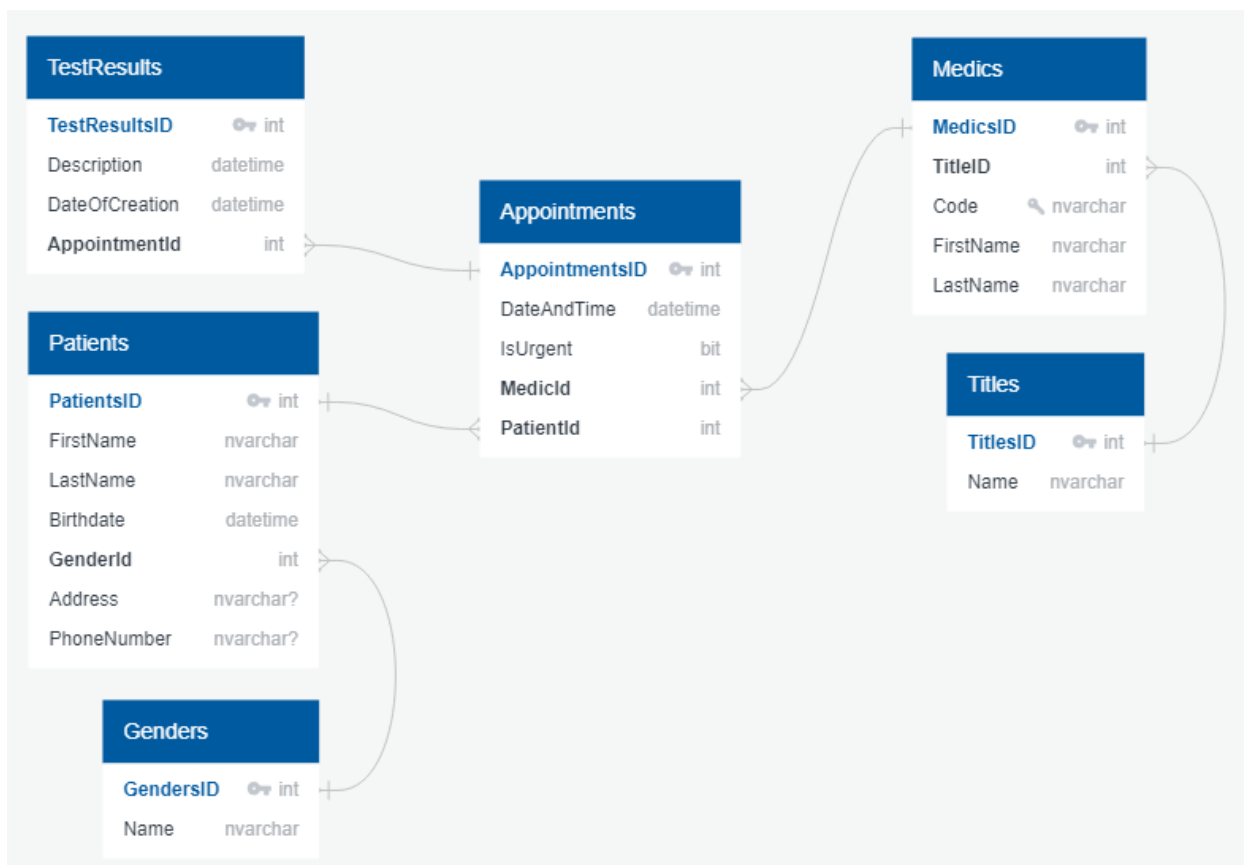 TestResults
TestResultsID int
Description datetime
DateOfCreation datetime
AppointmentId int
Patients
PatientsID int
FirstName nvarchar
LastName nvarchar
Birthdate datetime
GenderId int
Address nvarchar?
PhoneNumber nvarchar?
Genders
GendersID int
Name nvarchar
Appointments
AppointmentsID int
DateAndTime datetime
IsUrgent bit
MedicId int
PatientId int
Medics
MedicsID int
TitleID int
Code nvarchar
FirstName nvarchar
LastName nvarchar
Titles
TitlesID int
Name nvarchar